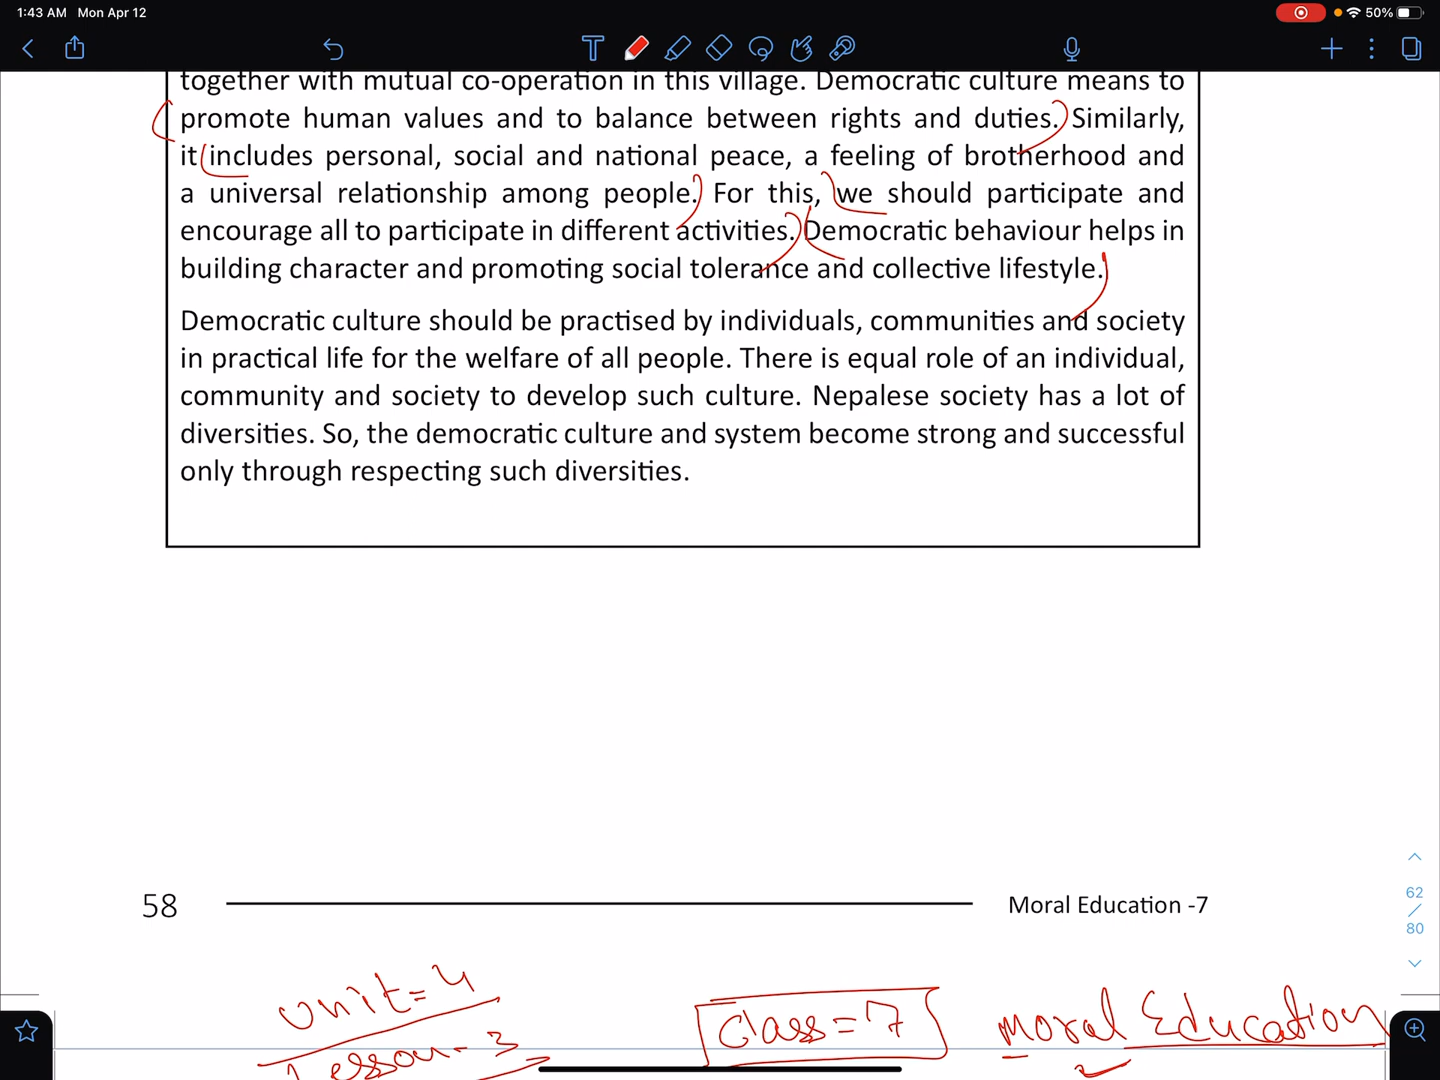 1:43 AM Mon Apr 12
50%
together with mutual co-operation in this village. Democratic culture means to
promote human values and to balance between rights and duties. Similarly,
it includes personal, social and national peace, a feeling of brotherhood and
a universal relationship among people. For this, we should participate and
encourage all to participate in different activities. Democratic behaviour helps in
building character and promoting social tolerance and collective lifestyle.
Democratic culture should be practised by individuals, communities and society
in practical life for the welfare of all people. There is equal role of an individual,
community and society to develop such culture. Nepalese society has a lot of
diversities. So, the democratic culture and system become strong and successful
only through respecting such diversities.
62
/
80
58 Moral Education -7
Unit=4
Class=7
Moral Education
Lesson-3